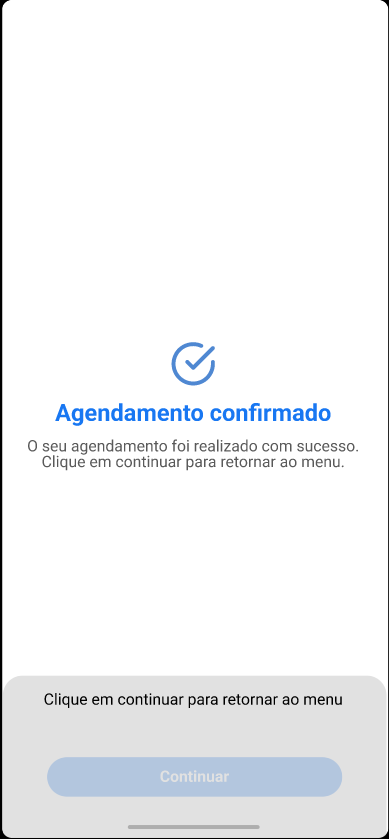 Agendamento confirmado
O seu agendamento foi realizado com sucesso.
Clique em continuar para retornar ao menu.
Clique em continuar para retornar ao menu
Continuar